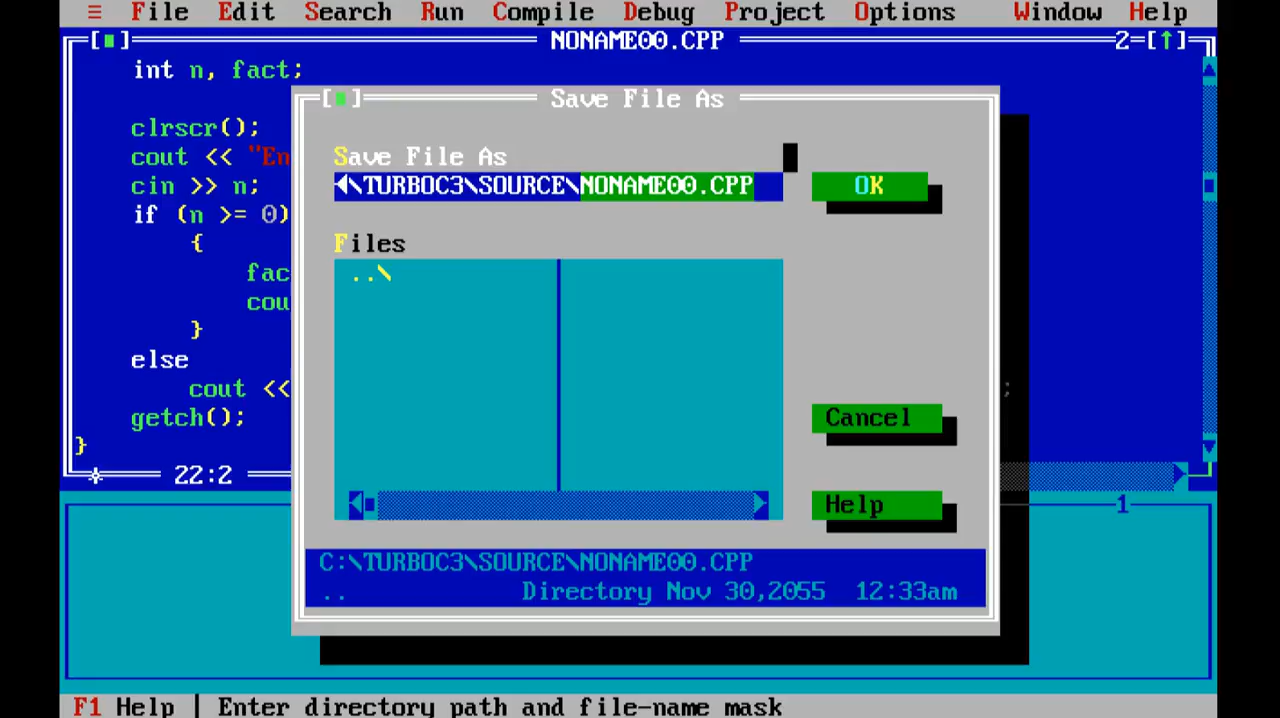 ≡ File Edit Search Run Compile Debug Project Options Window Help
[■] NONAME00.CPP 2=[↑]
int n, fact;
[■] Save File As
clrscr();
cout << "En
Save File As
cin >> n;
\TURBOC3\SOURCE\NONAME00.CPP
OK
if (n >= 0)
{
Files
fac
..\
cou
}
else
cout <<
;
getch();
Cancel
}
22:2
Help
1
C:\TURBOC3\SOURCE\NONAME00.CPP
.. Directory Nov 30,2055 12:33am
F1 Help | Enter directory path and file-name mask